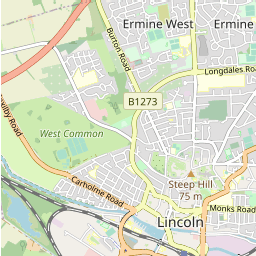 Ermine West
Ermine
Burton Road
Longdales Road
B1273
West Common
Carholme Road
Steep Hill
75 m
Monks Road
Lincoln